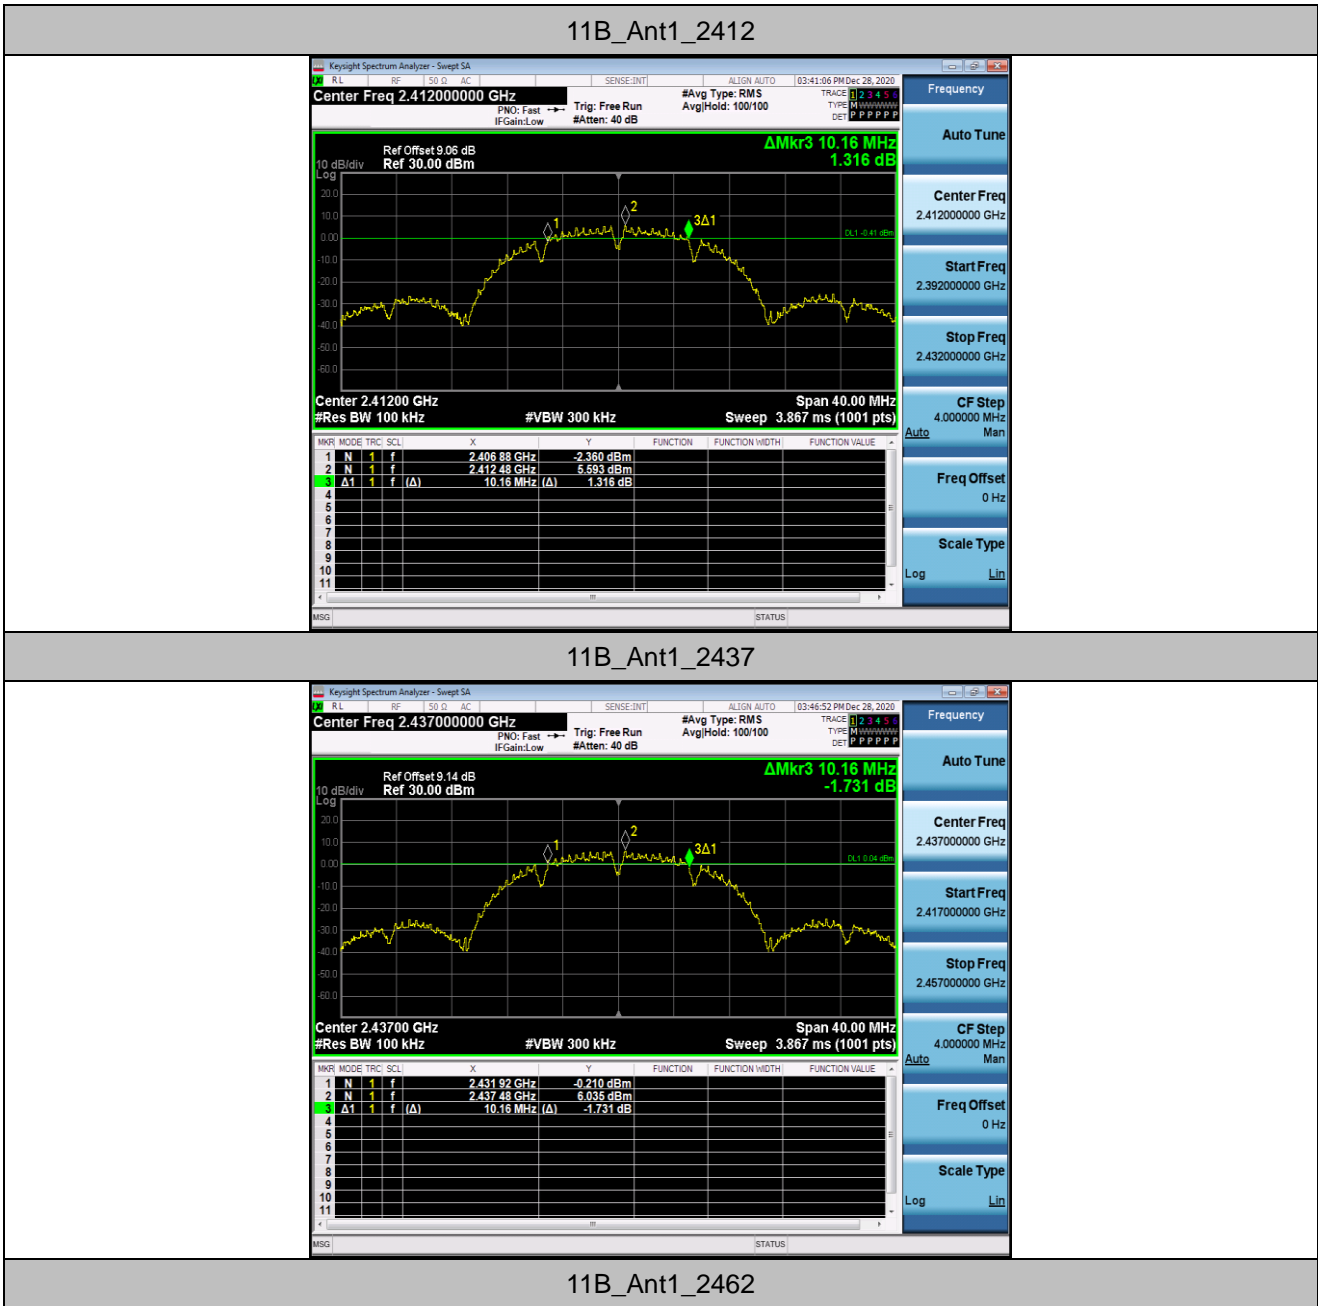 11B_Ant1_2412
Keysight Spectrum Analyzer - Swept SA
RL RF 50 Ω AC SENSE:INT ALIGN AUTO 03:41:06 PM Dec 28, 2020
Center Freq 2.412000000 GHz
PNO: Fast
IFGain:Low
Trig: Free Run
#Atten: 40 dB
#Avg Type: RMS
Avg|Hold: 100/100
TRACE 1 2 3 4 5 6
TYPE M WWWWW
DET P P P P P P
Frequency
Auto Tune
Center Freq
2.412000000 GHz
Start Freq
2.392000000 GHz
Stop Freq
2.432000000 GHz
CF Step
4.000000 MHz
Auto Man
Freq Offset
0 Hz
Scale Type
Log Lin
ΔMkr3 10.16 MHz
1.316 dB
Ref Offset 9.06 dB
10 dB/div Ref 30.00 dBm
Log
20.0
10.0
0.00
-10.0
-20.0
-30.0
-40.0
-50.0
-60.0
1
2
3Δ1
DL1 -0.41 dBm
Center 2.41200 GHz Span 40.00 MHz
#Res BW 100 kHz #VBW 300 kHz Sweep 3.867 ms (1001 pts)
MKR MODE TRC SCL X Y FUNCTION FUNCTION WIDTH FUNCTION VALUE
1 N 1 f 2.406 88 GHz -2.360 dBm
2 N 1 f 2.412 48 GHz 5.593 dBm
3 Δ1 1 f (Δ) 10.16 MHz (Δ) 1.316 dB
4
5
6
7
8
9
10
11
MSG STATUS
11B_Ant1_2437
Keysight Spectrum Analyzer - Swept SA
RL RF 50 Ω AC SENSE:INT ALIGN AUTO 03:46:52 PM Dec 28, 2020
Center Freq 2.437000000 GHz
PNO: Fast
IFGain:Low
Trig: Free Run
#Atten: 40 dB
#Avg Type: RMS
Avg|Hold: 100/100
TRACE 1 2 3 4 5 6
TYPE M WWWWW
DET P P P P P P
Frequency
Auto Tune
Center Freq
2.437000000 GHz
Start Freq
2.417000000 GHz
Stop Freq
2.457000000 GHz
CF Step
4.000000 MHz
Auto Man
Freq Offset
0 Hz
Scale Type
Log Lin
ΔMkr3 10.16 MHz
-1.731 dB
Ref Offset 9.14 dB
10 dB/div Ref 30.00 dBm
Log
20.0
10.0
0.00
-10.0
-20.0
-30.0
-40.0
-50.0
-60.0
1
2
3Δ1
DL1 0.04 dBm
Center 2.43700 GHz Span 40.00 MHz
#Res BW 100 kHz #VBW 300 kHz Sweep 3.867 ms (1001 pts)
MKR MODE TRC SCL X Y FUNCTION FUNCTION WIDTH FUNCTION VALUE
1 N 1 f 2.431 92 GHz -0.210 dBm
2 N 1 f 2.437 48 GHz 6.035 dBm
3 Δ1 1 f (Δ) 10.16 MHz (Δ) -1.731 dB
4
5
6
7
8
9
10
11
MSG STATUS
11B_Ant1_2462